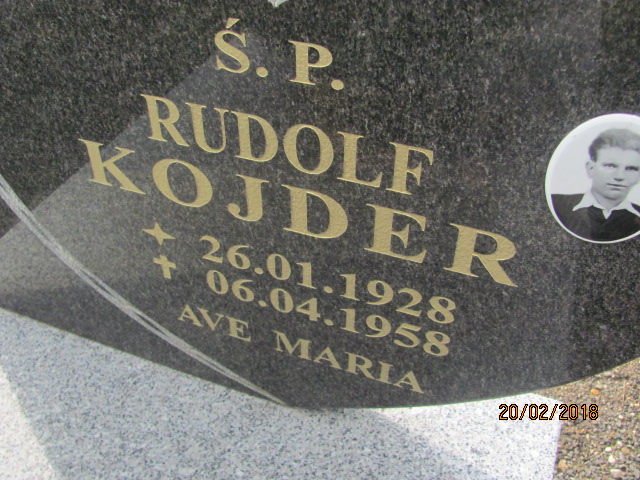 Ś. P.
RUDOLF
KOJDER
26.01.1928
06.04.1958
AVE MARIA
20/02/2018